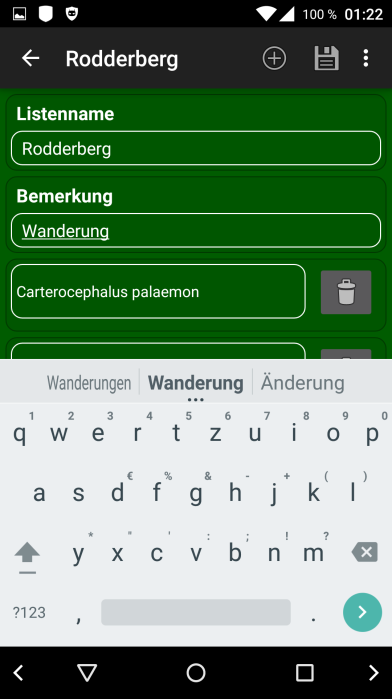 100 % 01:22
Rodderberg
Listenname
Rodderberg
Bemerkung
Wanderung
Carterocephalus palaemon
Wanderungen Wanderung Änderung
1 2 3 4 5 6 7 8 9 0
q w e r t z u i o p
€ % & - + ( )
a s d f g h j k l
* " ' : ; ! ?
y x c v b n m
?123 , .